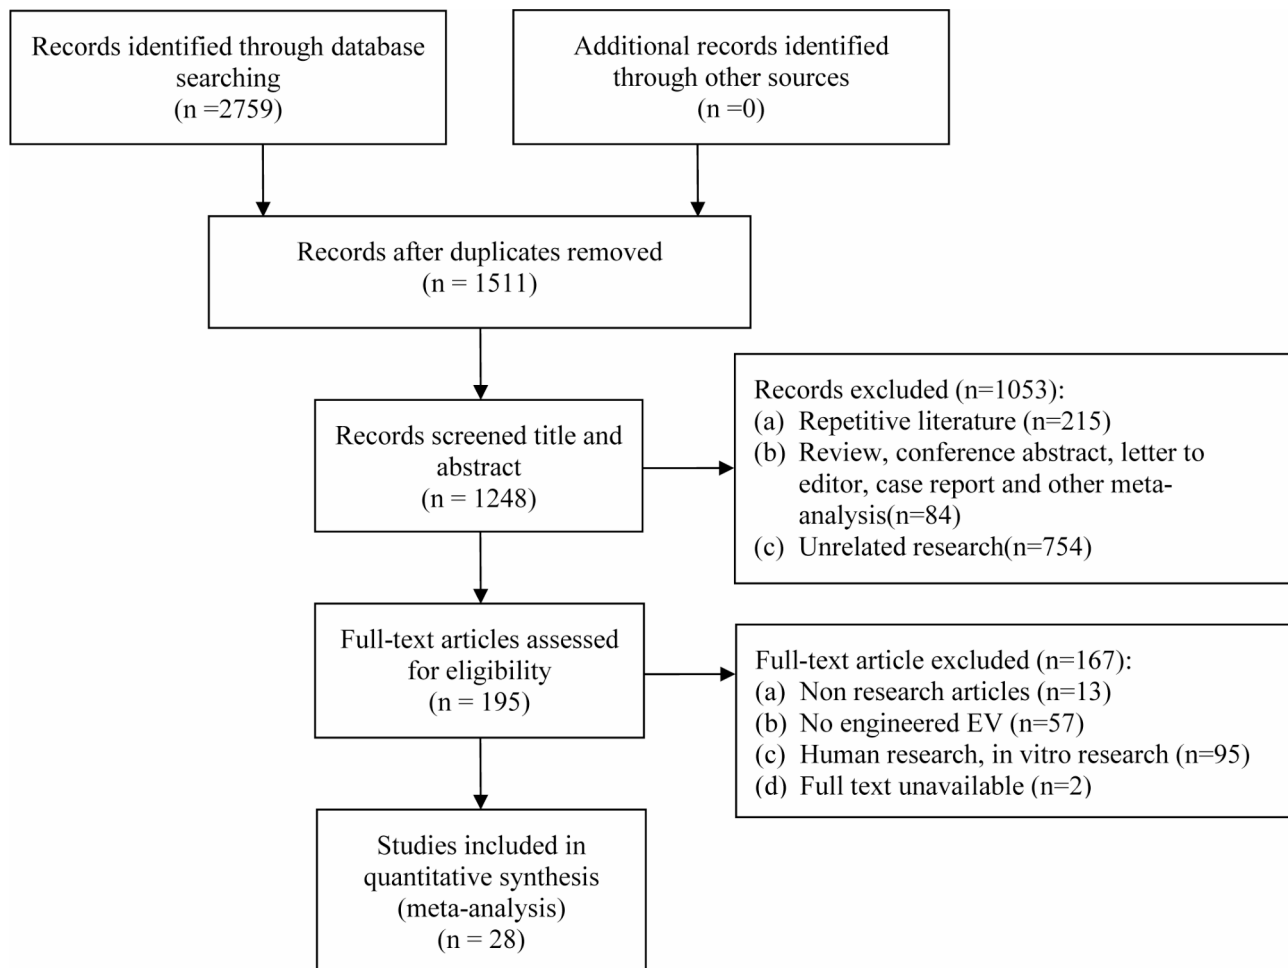 Records identified through database
searching
(n =2759)
Additional records identified
through other sources
(n =0)
Records after duplicates removed
(n = 1511)
Records screened title and
abstract
(n = 1248)
Records excluded (n=1053):
(a) Repetitive literature (n=215)
(b) Review, conference abstract, letter to
editor, case report and other meta-
analysis(n=84)
(c) Unrelated research(n=754)
Full-text articles assessed
for eligibility
(n = 195)
Full-text article excluded (n=167):
(a) Non research articles (n=13)
(b) No engineered EV (n=57)
(c) Human research, in vitro research (n=95)
(d) Full text unavailable (n=2)
Studies included in
quantitative synthesis
(meta-analysis)
(n = 28)